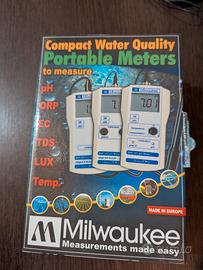 Compact Water Quality
Portable Meters
to measure
pH
ORP
EC
TDS
LUX
Temp.
7.01
MADE IN EUROPE
Milwaukee
Measurements made easy